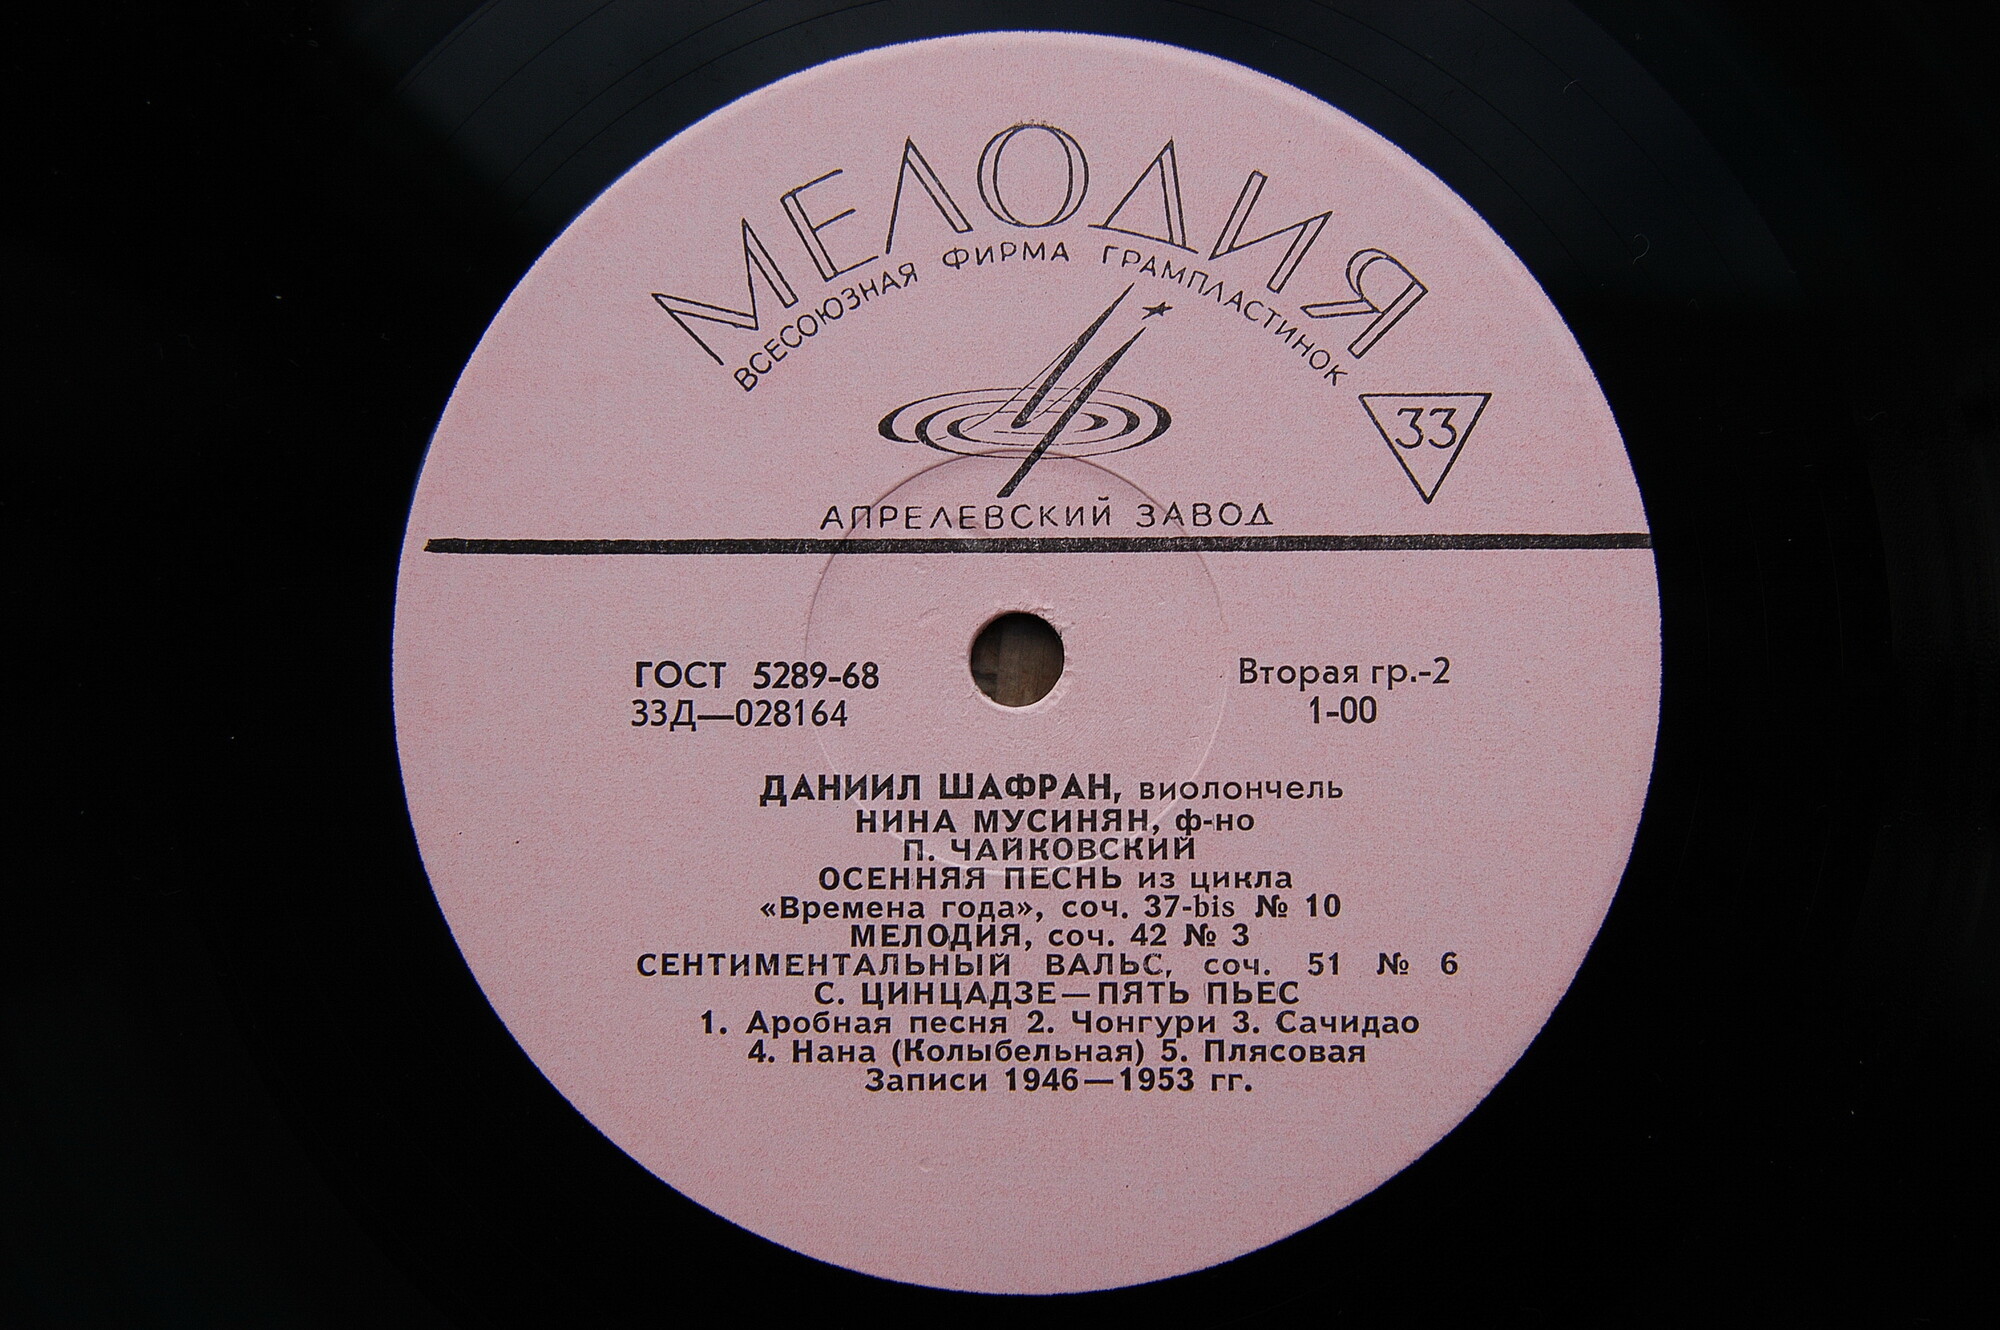 МЕЛОДИЯ
ВСЕСОЮЗНАЯ ФИРМА ГРАМПЛАСТИНОК
33
АПРЕЛЕВСКИЙ ЗАВОД
ГОСТ 5289-68
33Д—028164
Вторая гр.-2
1-00
ДАНИИЛ ШАФРАН, виолончель
НИНА МУСИНЯН, ф-но
П. ЧАЙКОВСКИЙ
ОСЕННЯЯ ПЕСНЬ из цикла
«Времена года», соч. 37-bis № 10
МЕЛОДИЯ, соч. 42 № 3
СЕНТИМЕНТАЛЬНЫЙ ВАЛЬС, соч. 51 № 6
С. ЦИНЦАДЗЕ—ПЯТЬ ПЬЕС
1. Аробная песня 2. Чонгури 3. Сачидао
4. Нана (Колыбельная) 5. Плясовая
Записи 1946—1953 гг.